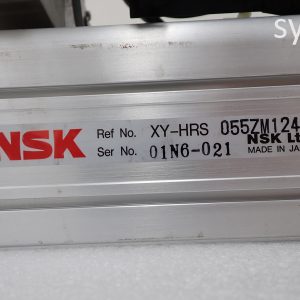 sy
NSK
Ref No. XY-HRS 055ZM124
NSK Lt
Ser No. 01N6-021 MADE IN JA